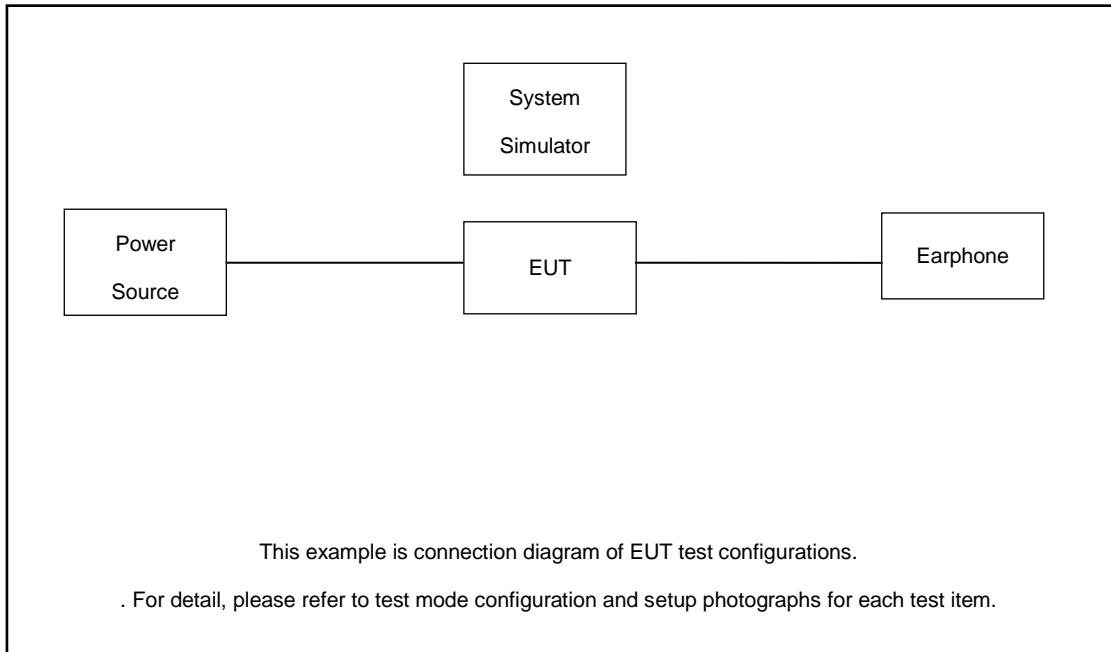 System
Simulator
Power
Source
EUT
Earphone
This example is connection diagram of EUT test configurations.
. For detail, please refer to test mode configuration and setup photographs for each test item.